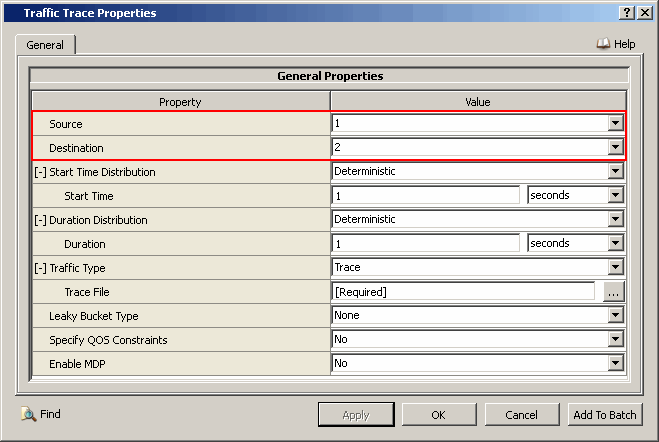 Traffic Trace Properties
General
Help
General Properties
Property Value
Source 1
Destination 2
[-] Start Time Distribution Deterministic
Start Time 1 seconds
[-] Duration Distribution Deterministic
Duration 1 seconds
[-] Traffic Type Trace
Trace File [Required] ...
Leaky Bucket Type None
Specify QOS Constraints No
Enable MDP No
Find Apply OK Cancel Add To Batch